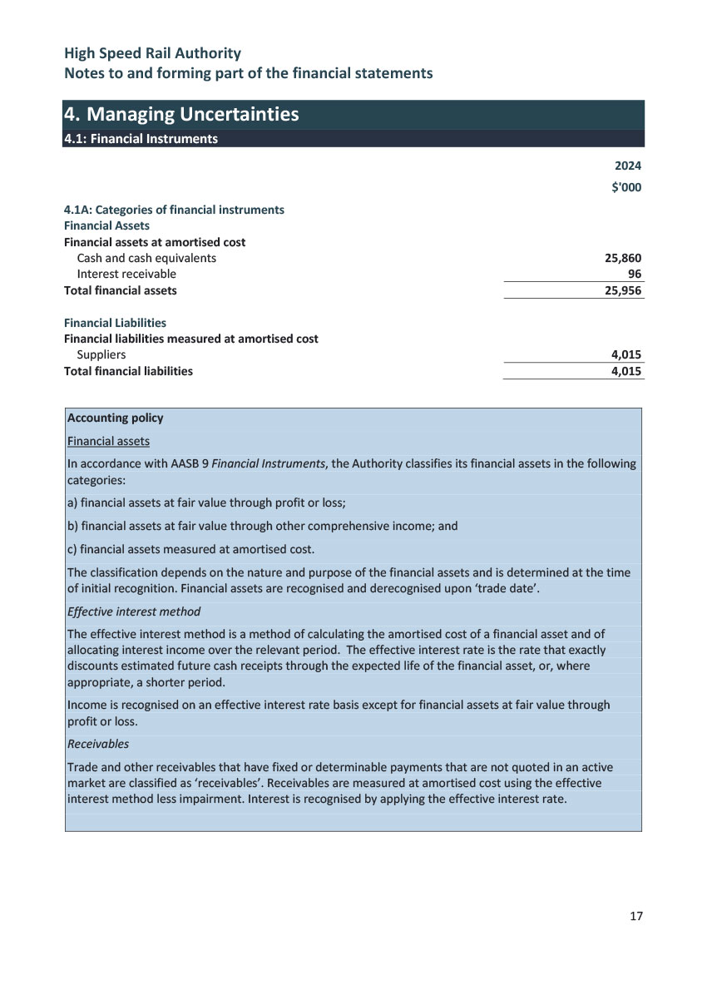 High Speed Rail Authority
Notes to and forming part of the financial statements
4. Managing Uncertainties
4.1: Financial Instruments
2024
$'000
4.1A: Categories of financial instruments
Financial Assets
Financial assets at amortised cost
Cash and cash equivalents 25,860
Interest receivable 96
Total financial assets 25,956
Financial Liabilities
Financial liabilities measured at amortised cost
Suppliers 4,015
Total financial liabilities 4,015
Accounting policy
Financial assets
In accordance with AASB 9 Financial Instruments, the Authority classifies its financial assets in the following
categories:
a) financial assets at fair value through profit or loss;
b) financial assets at fair value through other comprehensive income; and
c) financial assets measured at amortised cost.
The classification depends on the nature and purpose of the financial assets and is determined at the time
of initial recognition. Financial assets are recognised and derecognised upon ‘trade date’.
Effective interest method
The effective interest method is a method of calculating the amortised cost of a financial asset and of
allocating interest income over the relevant period.  The effective interest rate is the rate that exactly
discounts estimated future cash receipts through the expected life of the financial asset, or, where
appropriate, a shorter period.
Income is recognised on an effective interest rate basis except for financial assets at fair value through
profit or loss.
Receivables
Trade and other receivables that have fixed or determinable payments that are not quoted in an active
market are classified as ‘receivables’. Receivables are measured at amortised cost using the effective
interest method less impairment. Interest is recognised by applying the effective interest rate.
17